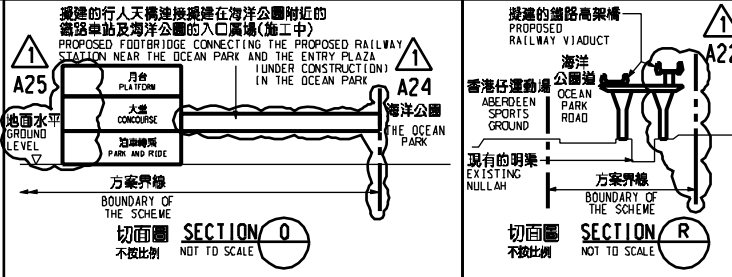 擬建的行人天橋連接擬建在海洋公園附近的
鐵路車站及海洋公園的入口廣場(施工中)
PROPOSED FOOTBRIDGE CONNECTING THE PROPOSED RAILWAY
STATION NEAR THE OCEAN PARK AND THE ENTRY PLAZA
(UNDER CONSTRUCTION)
IN THE OCEAN PARK
1
A25
1
A24
月台
PLATFORM
大堂
CONCOURSE
泊車轉乘
PARK AND RIDE
地面水平
GROUND
LEVEL
海洋公園
THE OCEAN
PARK
方案界線
BOUNDARY OF
THE SCHEME
切面圖
不按比例
SECTION O
NOT TO SCALE
擬建的鐵路高架橋
PROPOSED
RAILWAY VIADUCT
1
A22
香港仔運動場
ABERDEEN
SPORTS
GROUND
海洋
公園道
OCEAN
PARK
ROAD
現有的明渠
EXISTING
NULLAH
方案界線
BOUNDARY OF
THE SCHEME
切面圖
不按比例
SECTION R
NOT TO SCALE